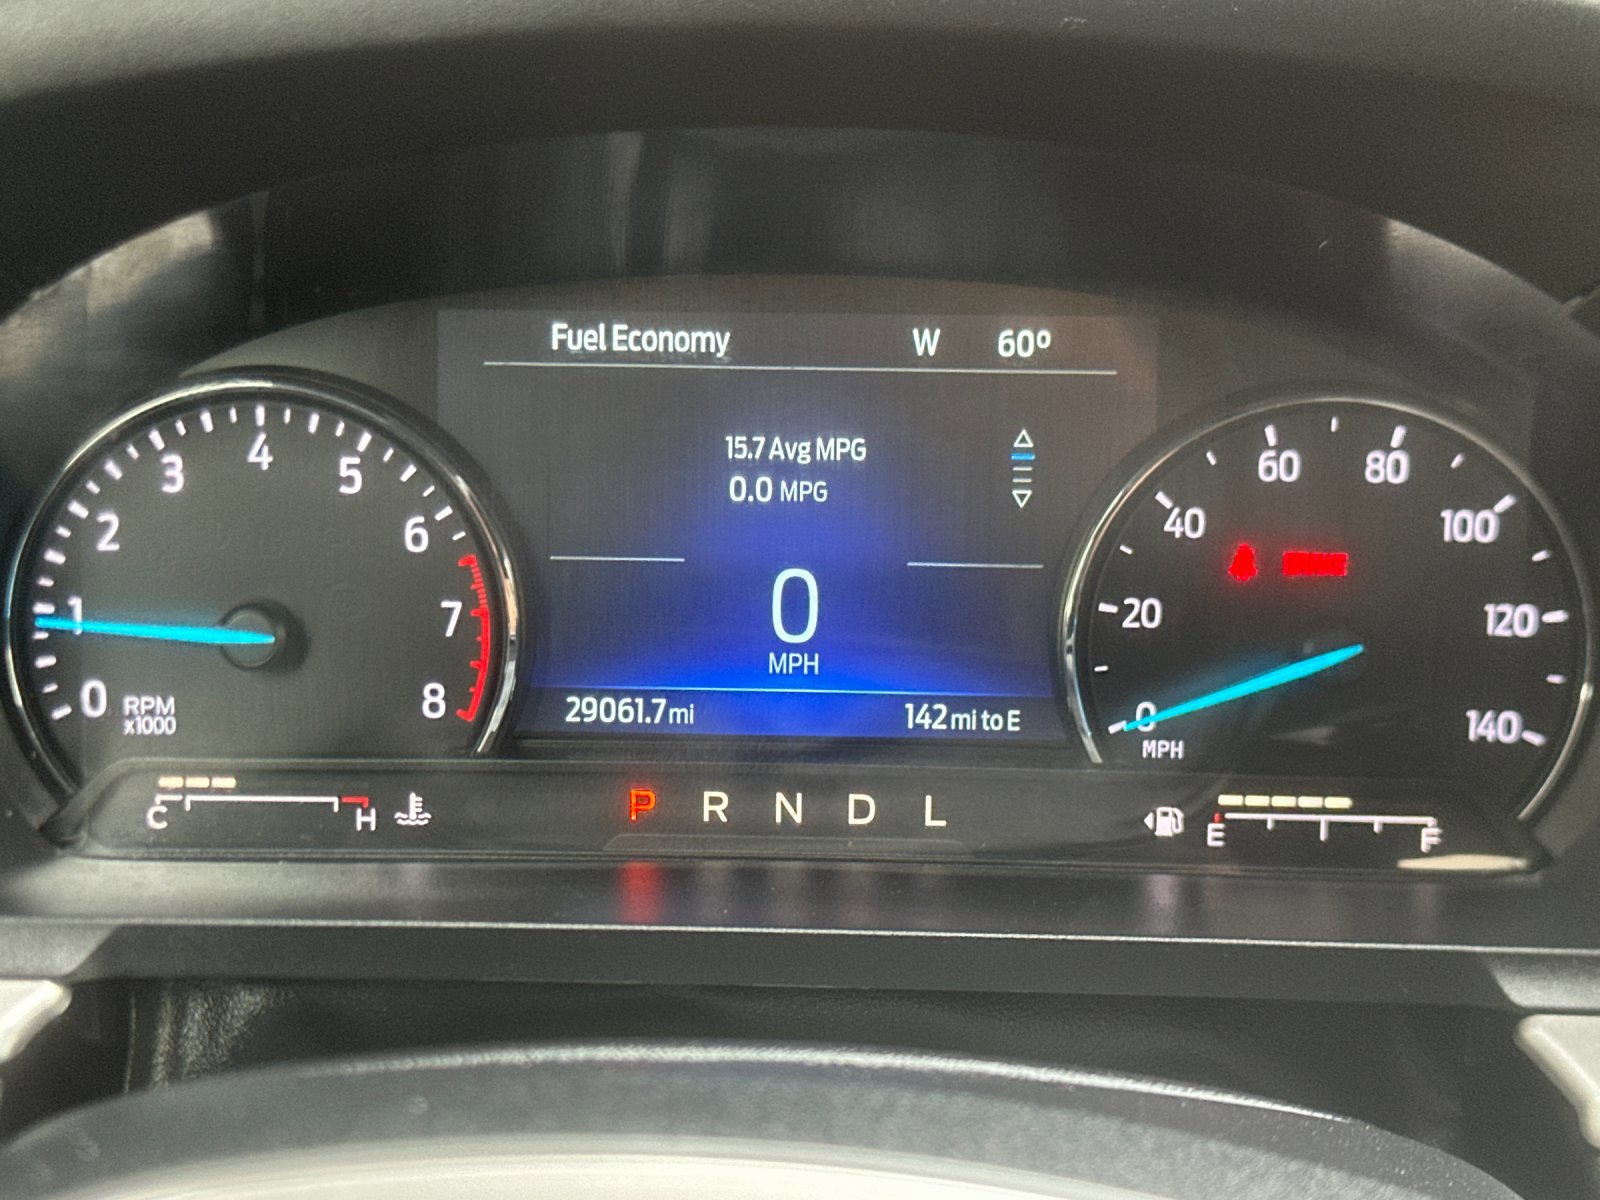 Fuel Economy W 60º
15.7 Avg MPG
0.0 MPG
0
MPH
29061.7 mi 142 mi to E
0 1 2 3 4 5 6 7 8
RPM
x1000
0 20 40 60 80 100 120 140
MPH
C H
P R N D L
E F